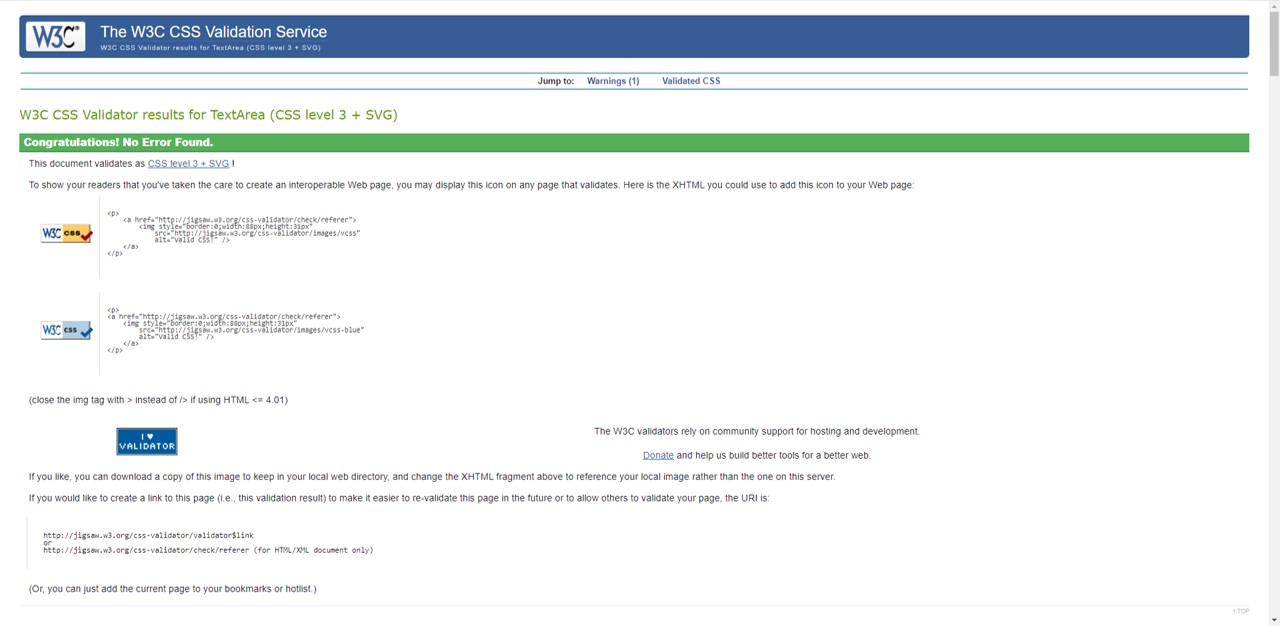 W3C®
The W3C CSS Validation Service
W3C CSS Validator results for TextArea (CSS level 3 + SVG)
Jump to: Warnings (1) Validated CSS
W3C CSS Validator results for TextArea (CSS level 3 + SVG)
Congratulations! No Error Found.
This document validates as CSS level 3 + SVG !
To show your readers that you've taken the care to create an interoperable Web page, you may display this icon on any page that validates. Here is the XHTML you could use to add this icon to your Web page:
W3C css
<p>
<a href="http://jigsaw.w3.org/css-validator/check/referer">
<img style="border:0;width:88px;height:31px"
src="http://jigsaw.w3.org/css-validator/images/vcss"
alt="Valid CSS!" />
</a>
</p>
W3C css
<p>
<a href="http://jigsaw.w3.org/css-validator/check/referer">
<img style="border:0;width:88px;height:31px"
src="http://jigsaw.w3.org/css-validator/images/vcss-blue"
alt="Valid CSS!" />
</a>
</p>
(close the img tag with > instead of /> if using HTML <= 4.01)
I ♥
VALIDATOR
The W3C validators rely on community support for hosting and development.
Donate and help us build better tools for a better web.
If you like, you can download a copy of this image to keep in your local web directory, and change the XHTML fragment above to reference your local image rather than the one on this server.
If you would like to create a link to this page (i.e., this validation result) to make it easier to re-validate this page in the future or to allow others to validate your page, the URI is:
http://jigsaw.w3.org/css-validator/validator$link
or
http://jigsaw.w3.org/css-validator/check/referer (for HTML/XML document only)
(Or, you can just add the current page to your bookmarks or hotlist.)
↑ TOP